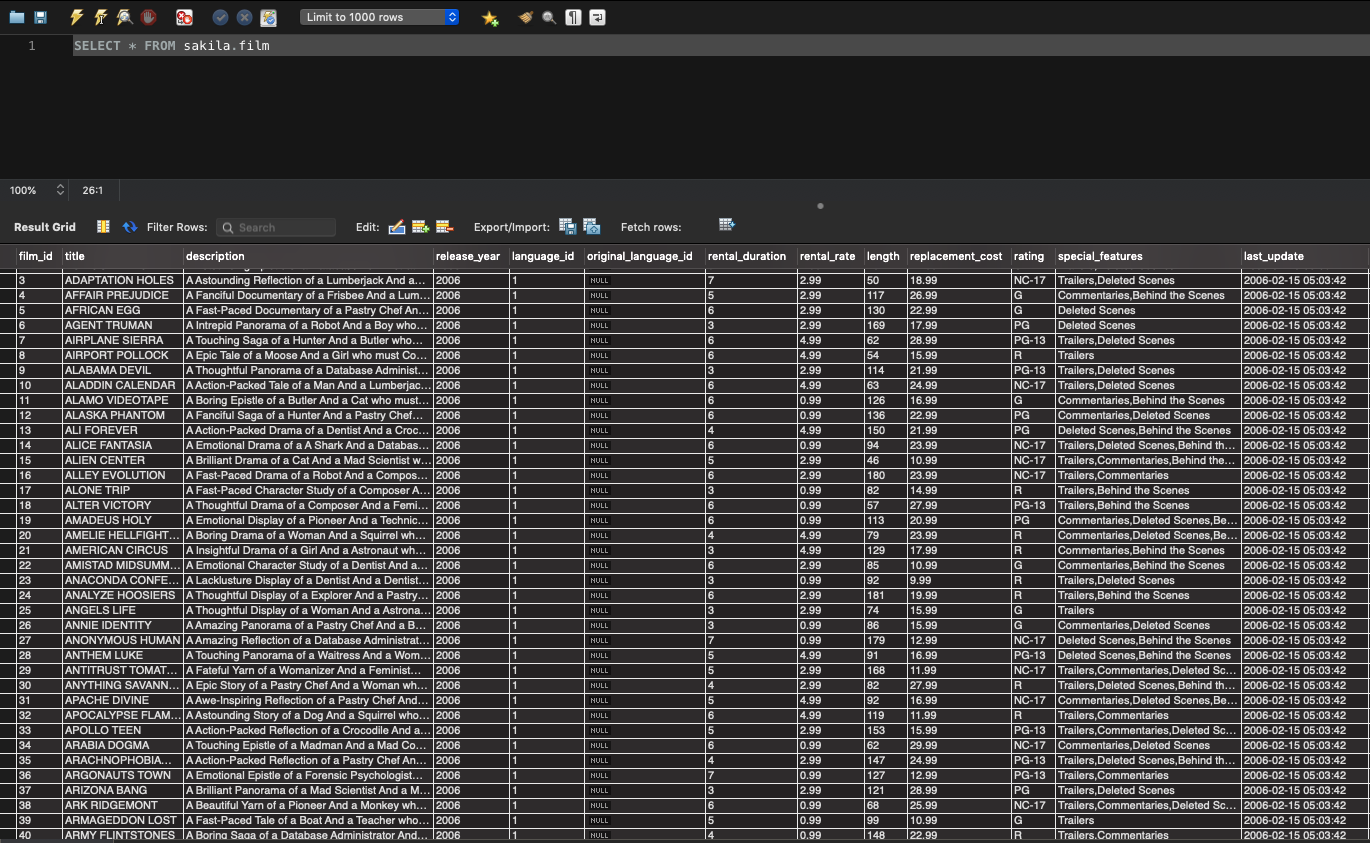 Limit to 1000 rows
1 SELECT * FROM sakila.film
100% 26:1
Result Grid Filter Rows: Search Edit: Export/Import: Fetch rows:
film_id title description release_year language_id original_language_id rental_duration rental_rate length replacement_cost rating special_features last_update
3 ADAPTATION HOLES A Astounding Reflection of a Lumberjack And a... 2006 1 NULL 7 2.99 50 18.99 NC-17 Trailers,Deleted Scenes 2006-02-15 05:03:42
4 AFFAIR PREJUDICE A Fanciful Documentary of a Frisbee And a Lum... 2006 1 NULL 5 2.99 117 26.99 G Commentaries,Behind the Scenes 2006-02-15 05:03:42
5 AFRICAN EGG A Fast-Paced Documentary of a Pastry Chef An... 2006 1 NULL 6 2.99 130 22.99 G Deleted Scenes 2006-02-15 05:03:42
6 AGENT TRUMAN A Intrepid Panorama of a Robot And a Boy who... 2006 1 NULL 3 2.99 169 17.99 PG Deleted Scenes 2006-02-15 05:03:42
7 AIRPLANE SIERRA A Touching Saga of a Hunter And a Butler who... 2006 1 NULL 6 4.99 62 28.99 PG-13 Trailers,Deleted Scenes 2006-02-15 05:03:42
8 AIRPORT POLLOCK A Epic Tale of a Moose And a Girl who must Co... 2006 1 NULL 6 4.99 54 15.99 R Trailers 2006-02-15 05:03:42
9 ALABAMA DEVIL A Thoughtful Panorama of a Database Administ... 2006 1 NULL 3 2.99 114 21.99 PG-13 Trailers,Deleted Scenes 2006-02-15 05:03:42
10 ALADDIN CALENDAR A Action-Packed Tale of a Man And a Lumberjac... 2006 1 NULL 6 4.99 63 24.99 NC-17 Trailers,Deleted Scenes 2006-02-15 05:03:42
11 ALAMO VIDEOTAPE A Boring Epistle of a Butler And a Cat who must... 2006 1 NULL 6 0.99 126 16.99 G Commentaries,Behind the Scenes 2006-02-15 05:03:42
12 ALASKA PHANTOM A Fanciful Saga of a Hunter And a Pastry Chef... 2006 1 NULL 6 0.99 136 22.99 PG Commentaries,Deleted Scenes 2006-02-15 05:03:42
13 ALI FOREVER A Action-Packed Drama of a Dentist And a Croc... 2006 1 NULL 4 4.99 150 21.99 PG Deleted Scenes,Behind the Scenes 2006-02-15 05:03:42
14 ALICE FANTASIA A Emotional Drama of a A Shark And a Databas... 2006 1 NULL 6 0.99 94 23.99 NC-17 Trailers,Deleted Scenes,Behind th... 2006-02-15 05:03:42
15 ALIEN CENTER A Brilliant Drama of a Cat And a Mad Scientist w... 2006 1 NULL 5 2.99 46 10.99 NC-17 Trailers,Commentaries,Behind the... 2006-02-15 05:03:42
16 ALLEY EVOLUTION A Fast-Paced Drama of a Robot And a Compos... 2006 1 NULL 6 2.99 180 23.99 NC-17 Trailers,Commentaries 2006-02-15 05:03:42
17 ALONE TRIP A Fast-Paced Character Study of a Composer A... 2006 1 NULL 3 0.99 82 14.99 R Trailers,Behind the Scenes 2006-02-15 05:03:42
18 ALTER VICTORY A Thoughtful Drama of a Composer And a Femi... 2006 1 NULL 6 0.99 57 27.99 PG-13 Trailers,Behind the Scenes 2006-02-15 05:03:42
19 AMADEUS HOLY A Emotional Display of a Pioneer And a Technic... 2006 1 NULL 6 0.99 113 20.99 PG Commentaries,Deleted Scenes,Be... 2006-02-15 05:03:42
20 AMELIE HELLFIGHT... A Boring Drama of a Woman And a Squirrel wh... 2006 1 NULL 4 4.99 79 23.99 R Commentaries,Deleted Scenes,Be... 2006-02-15 05:03:42
21 AMERICAN CIRCUS A Insightful Drama of a Girl And a Astronaut wh... 2006 1 NULL 3 4.99 129 17.99 R Commentaries,Behind the Scenes 2006-02-15 05:03:42
22 AMISTAD MIDSUMM... A Emotional Character Study of a Dentist And a... 2006 1 NULL 6 2.99 85 10.99 G Commentaries,Behind the Scenes 2006-02-15 05:03:42
23 ANACONDA CONFE... A Lacklusture Display of a Dentist And a Dentist... 2006 1 NULL 3 0.99 92 9.99 R Trailers,Deleted Scenes 2006-02-15 05:03:42
24 ANALYZE HOOSIERS A Thoughtful Display of a Explorer And a Pastry... 2006 1 NULL 6 2.99 181 19.99 R Trailers,Behind the Scenes 2006-02-15 05:03:42
25 ANGELS LIFE A Thoughtful Display of a Woman And a Astrona... 2006 1 NULL 3 2.99 74 15.99 G Trailers 2006-02-15 05:03:42
26 ANNIE IDENTITY A Amazing Panorama of a Pastry Chef And a B... 2006 1 NULL 3 0.99 86 15.99 G Commentaries,Deleted Scenes 2006-02-15 05:03:42
27 ANONYMOUS HUMAN A Amazing Reflection of a Database Administrat... 2006 1 NULL 7 0.99 179 12.99 NC-17 Deleted Scenes,Behind the Scenes 2006-02-15 05:03:42
28 ANTHEM LUKE A Touching Panorama of a Waitress And a Wom... 2006 1 NULL 5 4.99 91 16.99 PG-13 Deleted Scenes,Behind the Scenes 2006-02-15 05:03:42
29 ANTITRUST TOMAT... A Fateful Yarn of a Womanizer And a Feminist... 2006 1 NULL 5 2.99 168 11.99 NC-17 Trailers,Commentaries,Deleted Sc... 2006-02-15 05:03:42
30 ANYTHING SAVANN... A Epic Story of a Pastry Chef And a Woman wh... 2006 1 NULL 4 2.99 82 27.99 R Trailers,Deleted Scenes,Behind th... 2006-02-15 05:03:42
31 APACHE DIVINE A Awe-Inspiring Reflection of a Pastry Chef And... 2006 1 NULL 5 4.99 92 16.99 NC-17 Commentaries,Deleted Scenes,Be... 2006-02-15 05:03:42
32 APOCALYPSE FLAM... A Astounding Story of a Dog And a Squirrel who... 2006 1 NULL 6 4.99 119 11.99 R Trailers,Commentaries 2006-02-15 05:03:42
33 APOLLO TEEN A Action-Packed Reflection of a Crocodile And a... 2006 1 NULL 5 2.99 153 15.99 PG-13 Trailers,Commentaries,Deleted Sc... 2006-02-15 05:03:42
34 ARABIA DOGMA A Touching Epistle of a Madman And a Mad Co... 2006 1 NULL 6 0.99 62 29.99 NC-17 Commentaries,Deleted Scenes 2006-02-15 05:03:42
35 ARACHNOPHOBIA... A Action-Packed Reflection of a Pastry Chef An... 2006 1 NULL 4 2.99 147 24.99 PG-13 Trailers,Deleted Scenes,Behind th... 2006-02-15 05:03:42
36 ARGONAUTS TOWN A Emotional Epistle of a Forensic Psychologist... 2006 1 NULL 7 0.99 127 12.99 PG-13 Trailers,Commentaries 2006-02-15 05:03:42
37 ARIZONA BANG A Brilliant Panorama of a Mad Scientist And a M... 2006 1 NULL 3 2.99 121 28.99 PG Trailers,Deleted Scenes 2006-02-15 05:03:42
38 ARK RIDGEMONT A Beautiful Yarn of a Pioneer And a Monkey wh... 2006 1 NULL 6 0.99 68 25.99 NC-17 Trailers,Commentaries,Deleted Sc... 2006-02-15 05:03:42
39 ARMAGEDDON LOST A Fast-Paced Tale of a Boat And a Teacher who... 2006 1 NULL 5 0.99 99 10.99 G Trailers 2006-02-15 05:03:42
40 ARMY FLINTSTONES A Boring Saga of a Database Administrator And... 2006 1 NULL 4 0.99 148 22.99 R Trailers,Commentaries 2006-02-15 05:03:42